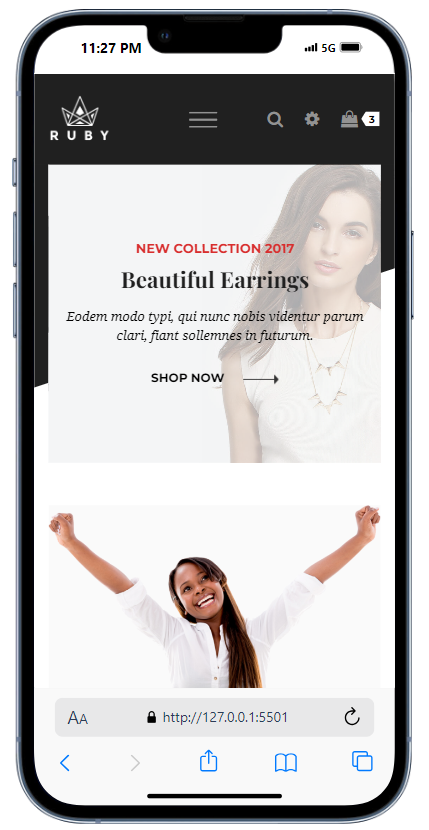 11:27 PM
5G
RUBY
3
NEW COLLECTION 2017
Beautiful Earrings
Eodem modo typi, qui nunc nobis videntur parum
clari, fiant sollemnes in futurum.
SHOP NOW
AA
http://127.0.0.1:5501